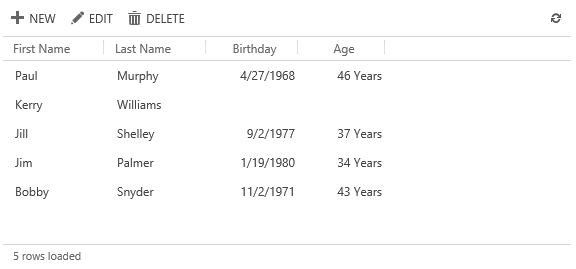 NEW EDIT DELETE
First Name Last Name Birthday Age
Paul Murphy 4/27/1968 46 Years
Kerry Williams
Jill Shelley 9/2/1977 37 Years
Jim Palmer 1/19/1980 34 Years
Bobby Snyder 11/2/1971 43 Years
5 rows loaded